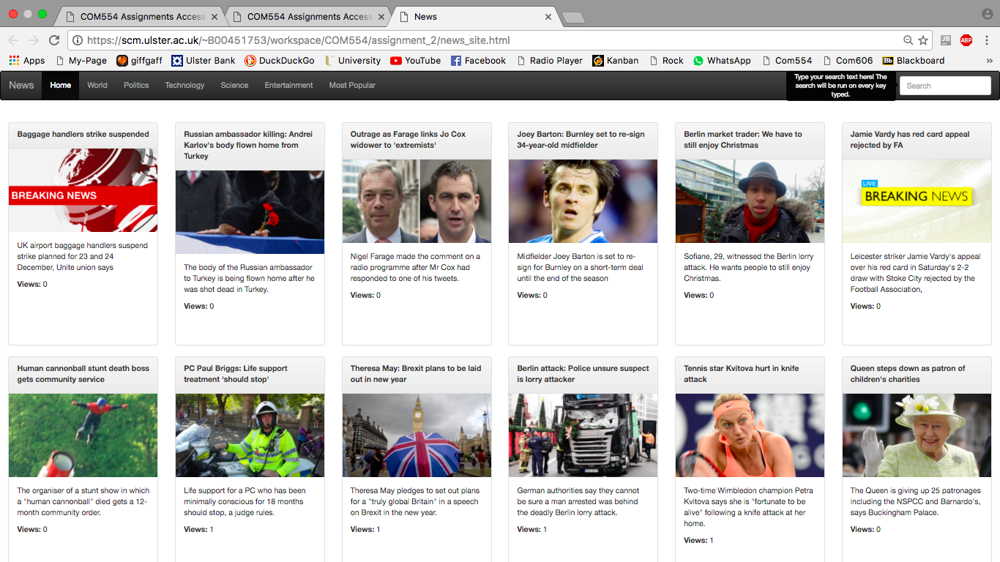 COM554 Assignments Access
COM554 Assignments Access
News
https://scm.ulster.ac.uk/~B00451753/workspace/COM554/assignment_2/news_site.html
JB
ABP
Apps My-Page giffgaff Ulster Bank DuckDuckGo University YouTube Facebook Radio Player Kanban Rock WhatsApp Com554 Com606 Bb Blackboard »
News Home World Politics Technology Science Entertainment Most Popular
Type your search text here! The
search will be run on every key
typed.
Search
Baggage handlers strike suspended
BREAKING NEWS
UK airport baggage handlers suspend
strike planned for 23 and 24
December, Unite union says
Views: 0
Russian ambassador killing: Andrei
Karlov's body flown home from
Turkey
The body of the Russian ambassador
to Turkey is being flown home after he
was shot dead in Turkey.
Views: 0
Outrage as Farage links Jo Cox
widower to 'extremists'
Nigel Farage made the comment on a
radio programme after Mr Cox had
responded to one of his tweets.
Views: 0
Joey Barton: Burnley set to re-sign
34-year-old midfielder
Midfielder Joey Barton is set to re-
sign for Burnley on a short-term deal
until the end of the season
Views: 0
Berlin market trader: We have to
still enjoy Christmas
Sofiane, 29, witnessed the Berlin lorry
attack. He wants people to still enjoy
Christmas.
Views: 0
Jamie Vardy has red card appeal
rejected by FA
LIVE
BREAKING NEWS
Leicester striker Jamie Vardy's appeal
over his red card in Saturday's 2-2
draw with Stoke City rejected by the
Football Association,
Views: 0
Human cannonball stunt death boss
gets community service
The organiser of a stunt show in which
a "human cannonball" died gets a 12-
month community order.
Views: 0
PC Paul Briggs: Life support
treatment 'should stop'
Life support for a PC who has been
minimally conscious for 18 months
should stop, a judge rules.
Views: 1
Theresa May: Brexit plans to be laid
out in new year
Theresa May pledges to set out plans
for a "truly global Britain" in a speech
on Brexit in the new year.
Views: 1
Berlin attack: Police unsure suspect
is lorry attacker
German authorities say they cannot
be sure a man arrested was behind
the deadly Berlin lorry attack.
Views: 1
Tennis star Kvitova hurt in knife
attack
Two-time Wimbledon champion Petra
Kvitova says she is "fortunate to be
alive" following a knife attack at her
home.
Views: 1
Queen steps down as patron of
children's charities
The Queen is giving up 25 patronages
including the NSPCC and Barnardo's,
says Buckingham Palace.
Views: 0